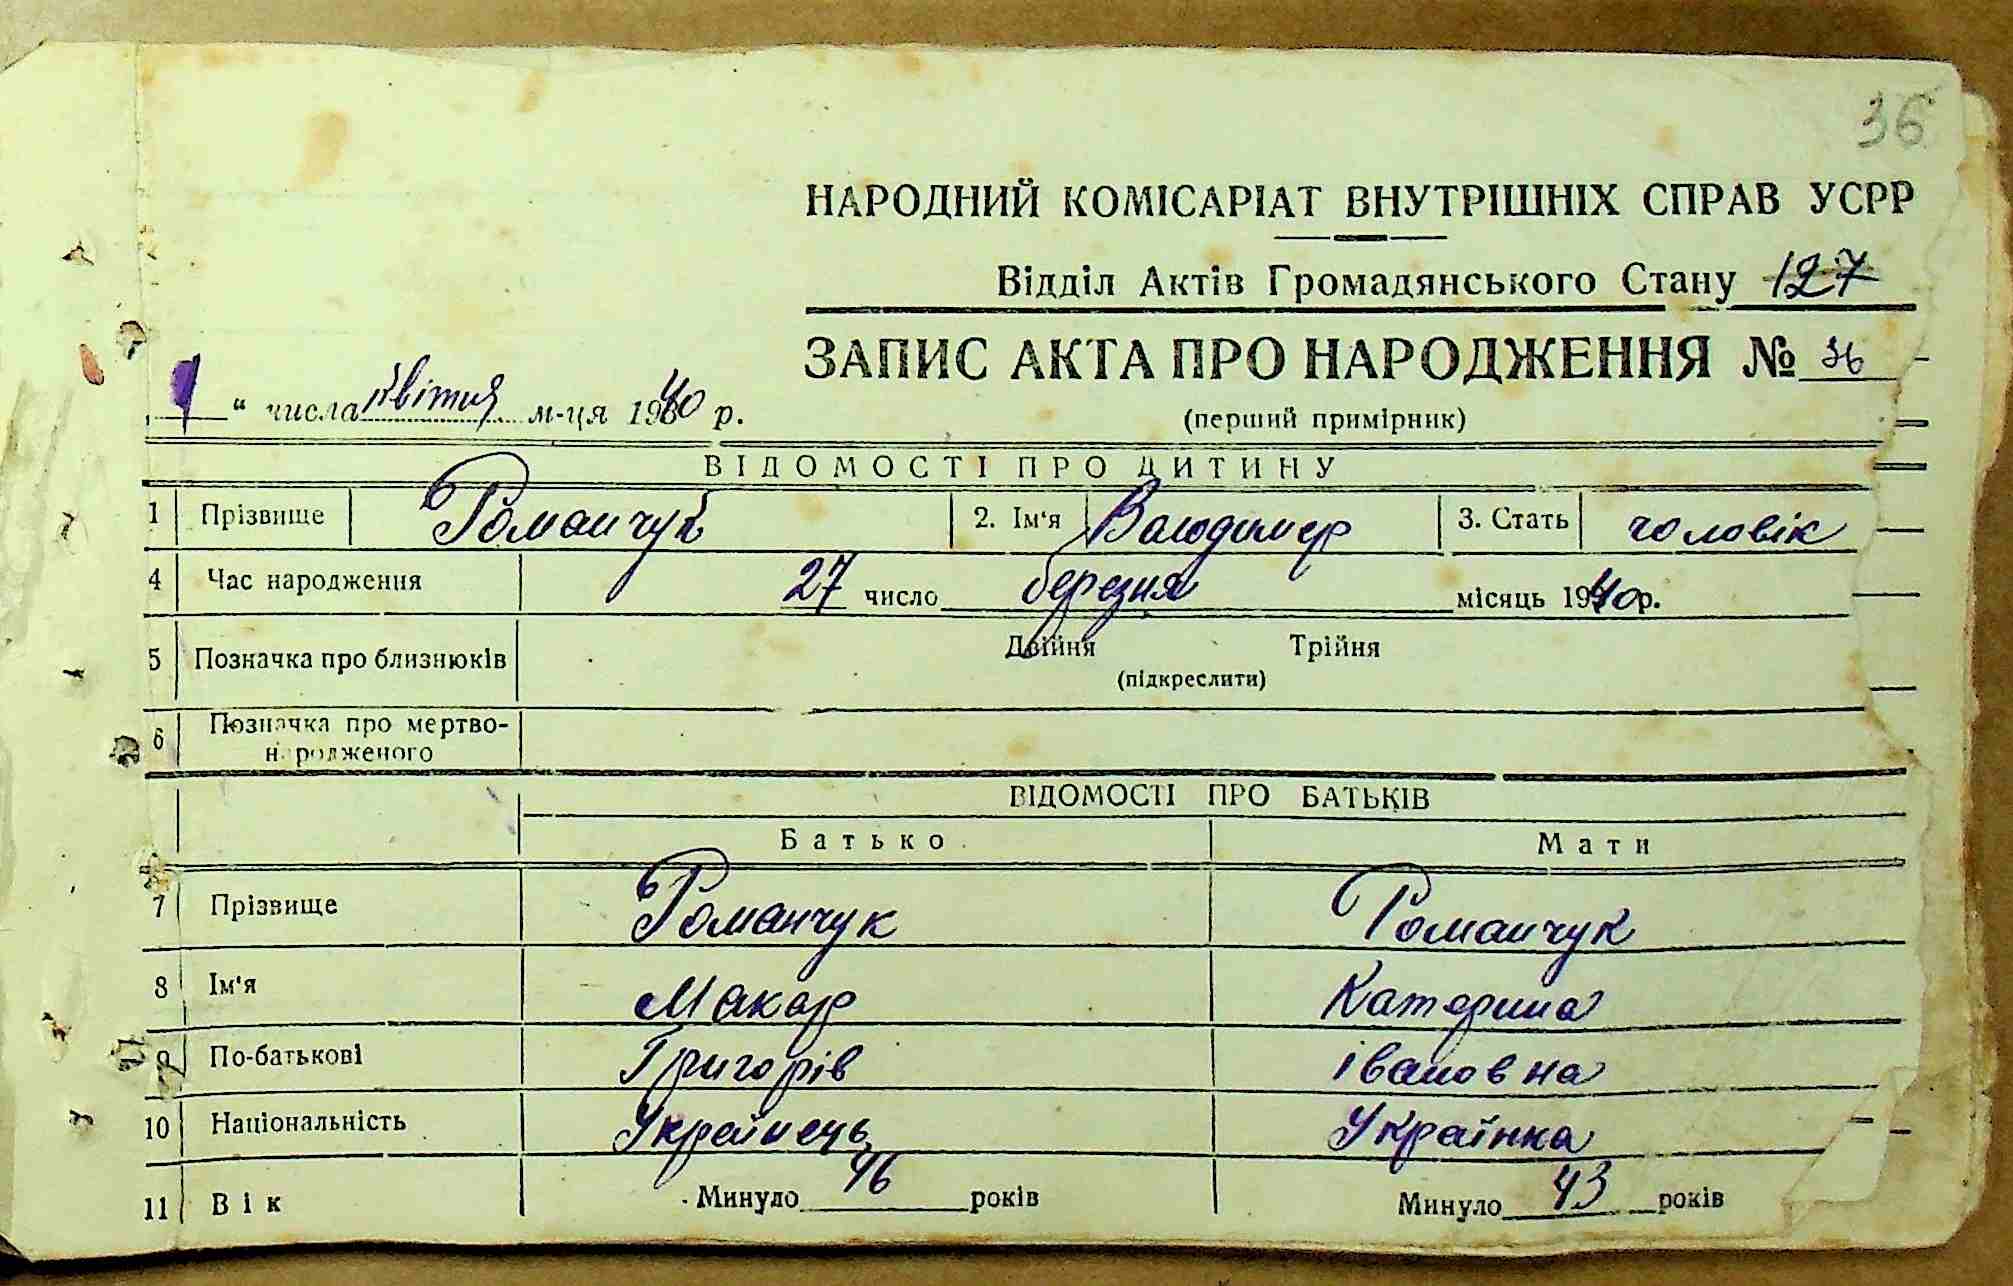 36
НАРОДНИЙ КОМІСАРІАТ ВНУТРІШНІХ СПРАВ УСРР
Відділ Актів Громадянського Стану 127
ЗАПИС АКТА ПРО НАРОДЖЕННЯ № 36
(перший примірник)
“ числа квітня м-ця 1940 р.
ВІДОМОСТІ ПРО ДИТИНУ
1 Прізвище Романчук 2. Ім'я Володимер 3. Стать чоловік
4 Час народження 27 число березня місяць 1940 р.
5 Позначка про близнюків Двійня Трійня
(підкреслити)
6 Позначка про мертво-
народженого
ВІДОМОСТІ ПРО БАТЬКІВ
Батько Мати
7 Прізвище Романчук Романчук
8 Ім'я Макар Катерина
9 По-батькові Григорів Івановна
10 Національність Українець Українка
11 Вік Минуло 46 років Минуло 43 років